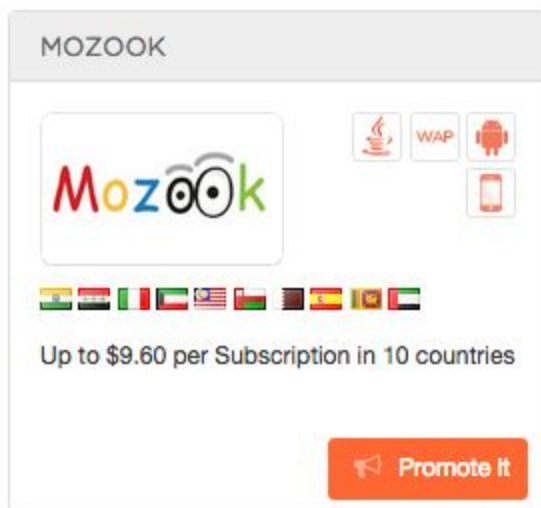 MOZOOK
WAP
Mozook
Up to $9.60 per Subscription in 10 countries
Promote It